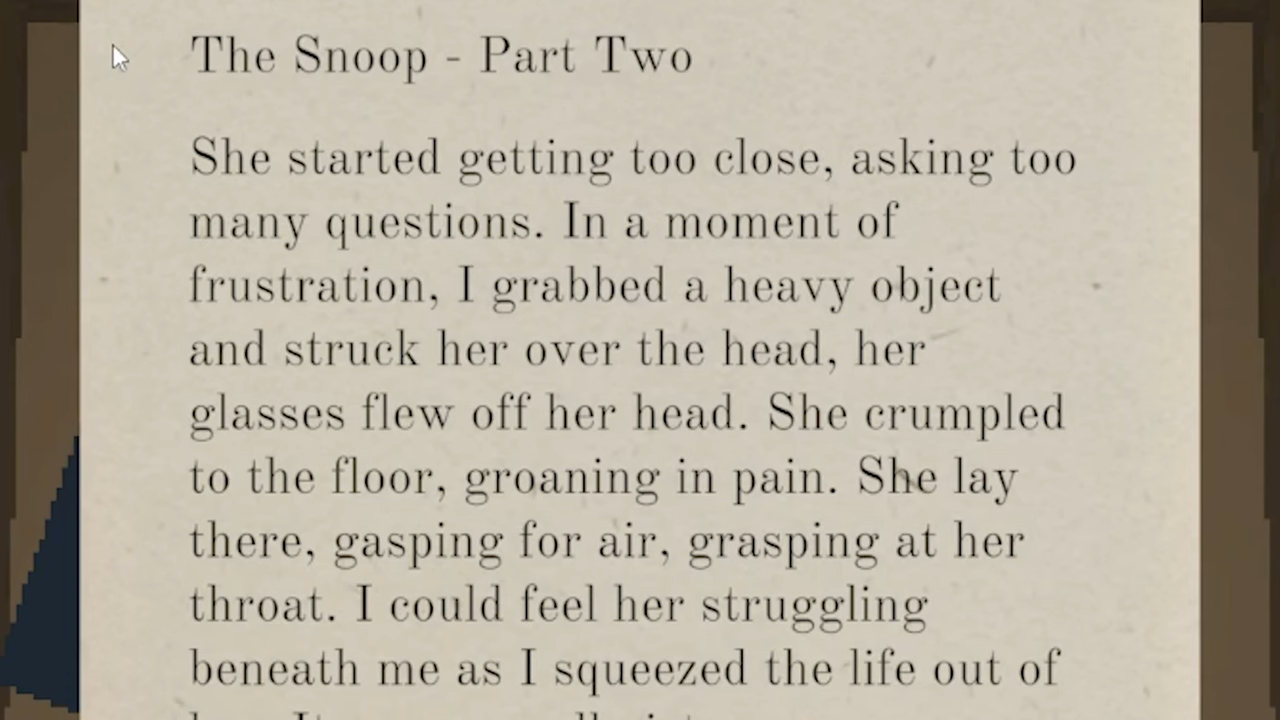 The Snoop - Part Two
She started getting too close, asking too
many questions. In a moment of
frustration, I grabbed a heavy object
and struck her over the head, her
glasses flew off her head. She crumpled
to the floor, groaning in pain. She lay
there, gasping for air, grasping at her
throat. I could feel her struggling
beneath me as I squeezed the life out of